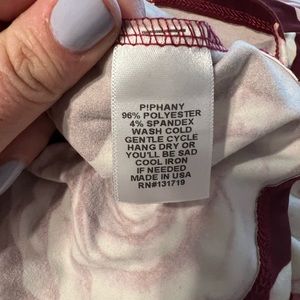 P!PHANY
96% POLYESTER
4% SPANDEX
WASH COLD
GENTLE CYCLE
HANG DRY OR
YOU'LL BE SAD
COOL IRON
IF NEEDED
MADE IN USA
RN#131719